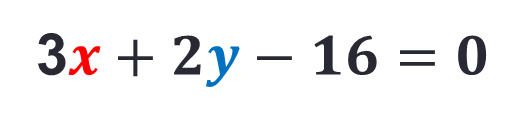 3x + 2y − 16 = 0